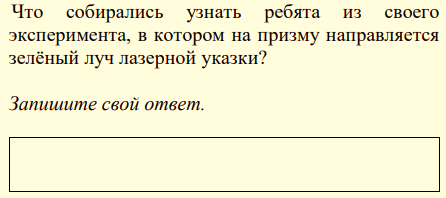 Что собирались узнать ребята из своего
эксперимента, в котором на призму направляется
зелёный луч лазерной указки?
Запишите свой ответ.